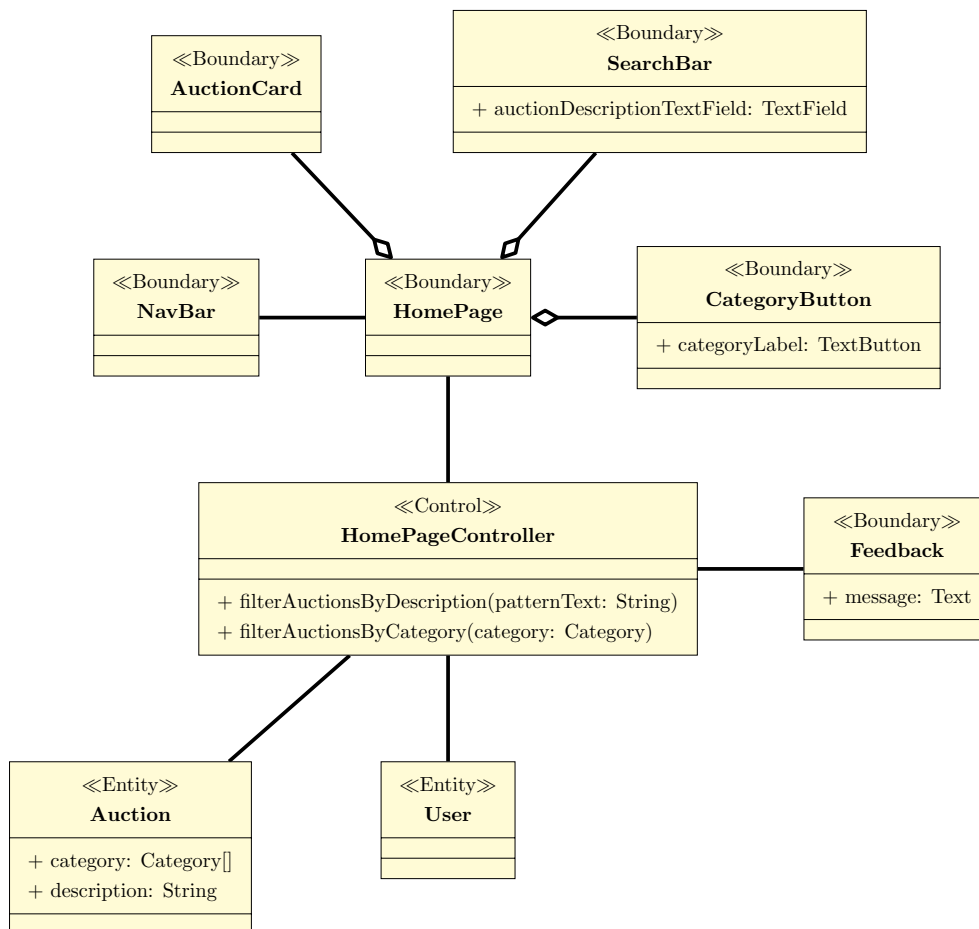 ≪Boundary≫
AuctionCard
≪Boundary≫
SearchBar
+ auctionDescriptionTextField: TextField
≪Boundary≫
NavBar
≪Boundary≫
HomePage
≪Boundary≫
CategoryButton
+ categoryLabel: TextButton
≪Control≫
HomePageController
+ filterAuctionsByDescription(patternText: String)
+ filterAuctionsByCategory(category: Category)
≪Boundary≫
Feedback
+ message: Text
≪Entity≫
Auction
+ category: Category[]
+ description: String
≪Entity≫
User